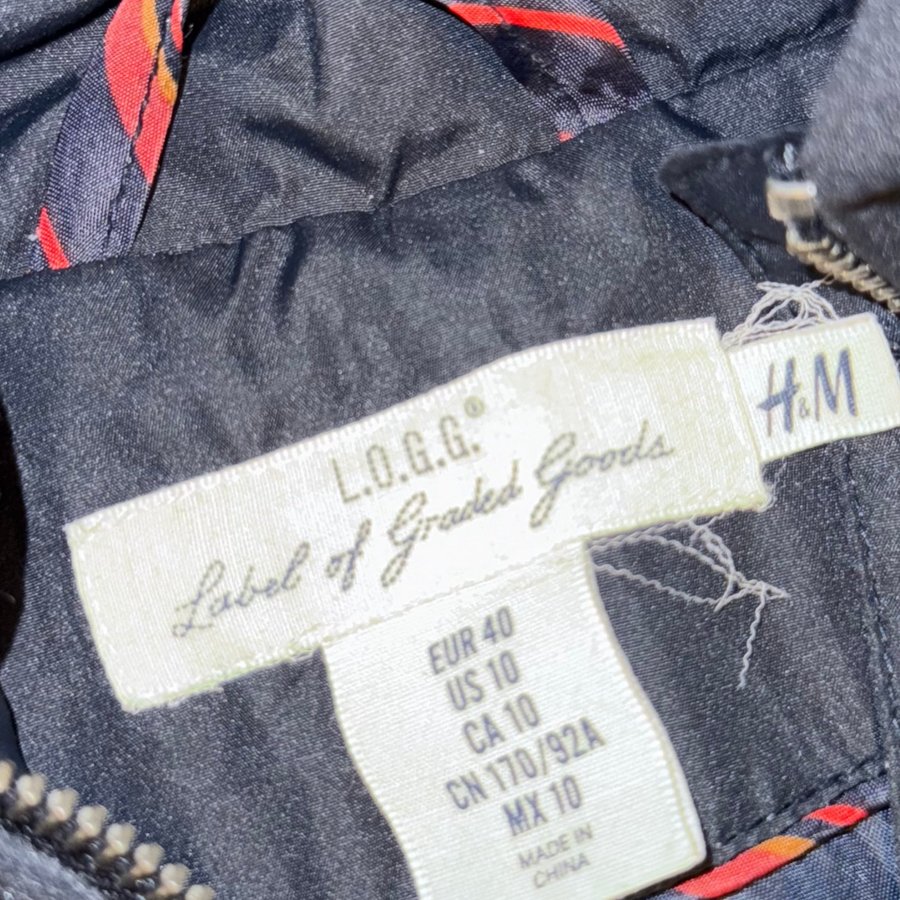 L.O.G.G.®
Label of Graded Goods
H&M
EUR 40
US 10
CA 10
CN 170/92A
MX 10
MADE IN
CHINA